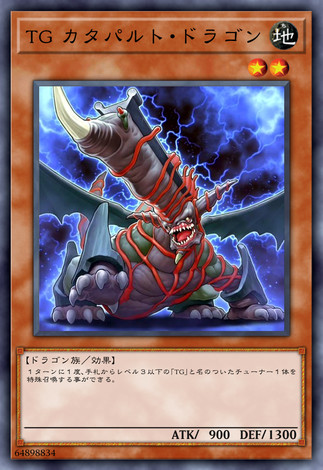 TG カタパルト・ドラゴン
地
【ドラゴン族／効果】
１ターンに１度、手札からレベル３以下の「TG」と名のついたチューナー１体を
特殊召喚する事ができる。
ATK/ 900 DEF/1300
64898834